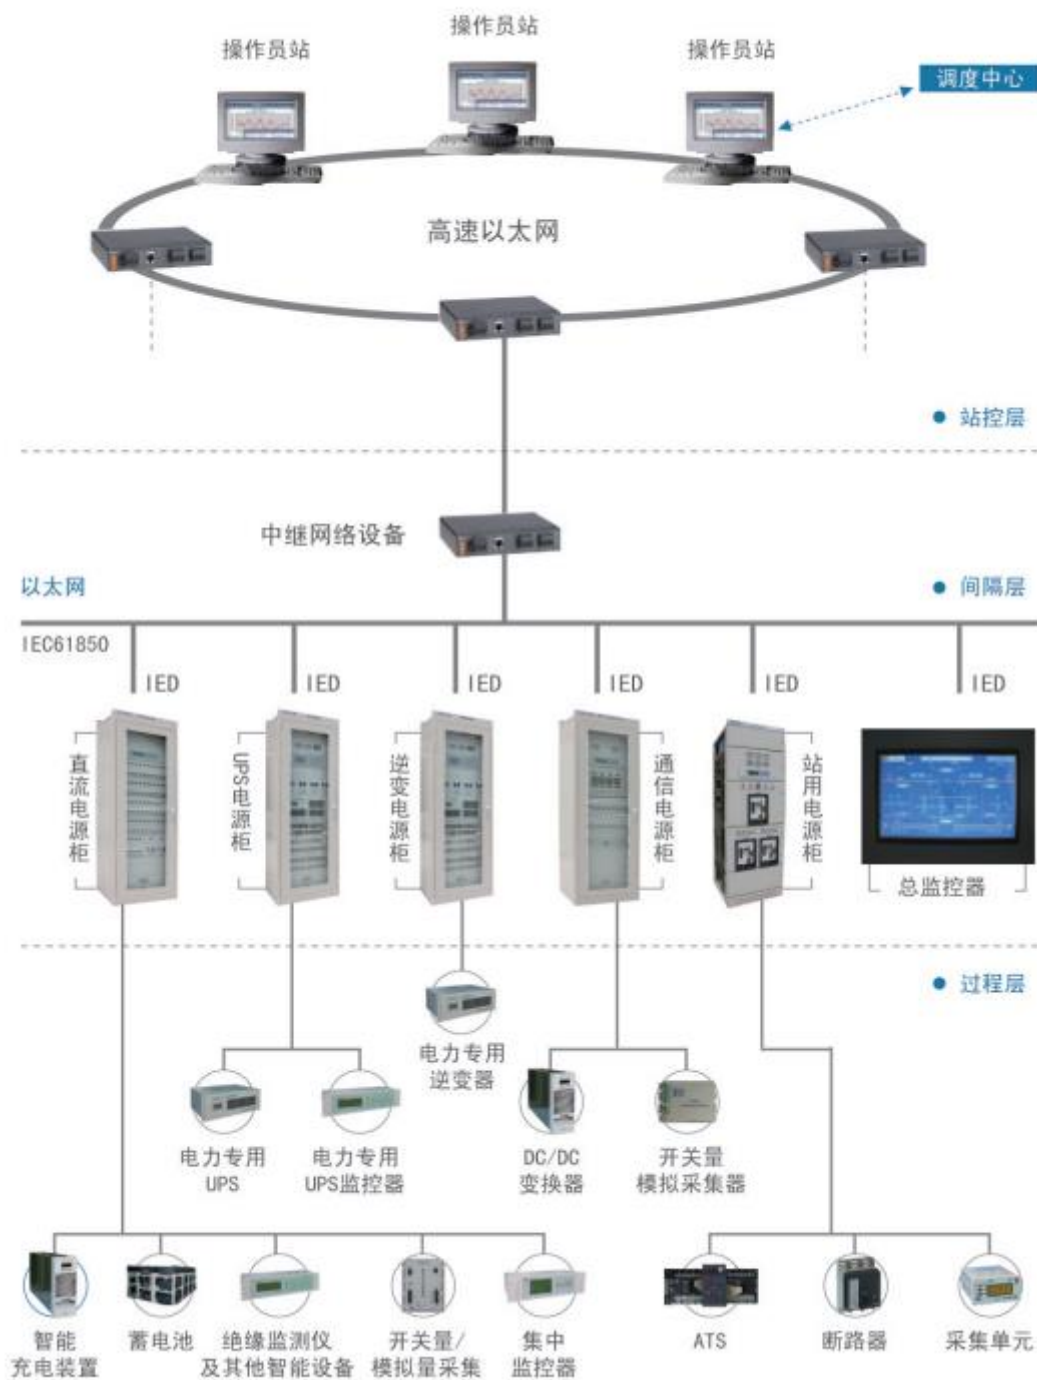 操作员站
操作员站
操作员站
调度中心
高速以太网
站控层
中继网络设备
以太网
间隔层
IEC61850
IED
IED
IED
IED
IED
IED
直流电源柜
UPS电源柜
逆变电源柜
通信电源柜
站用电源柜
总监控器
过程层
电力专用
逆变器
电力专用
UPS
电力专用
UPS监控器
DC/DC
变换器
开关量
模拟采集器
智能
充电装置
蓄电池
绝缘监测仪
及其他智能设备
开关量/
模拟量采集
集中
监控器
ATS
断路器
采集单元